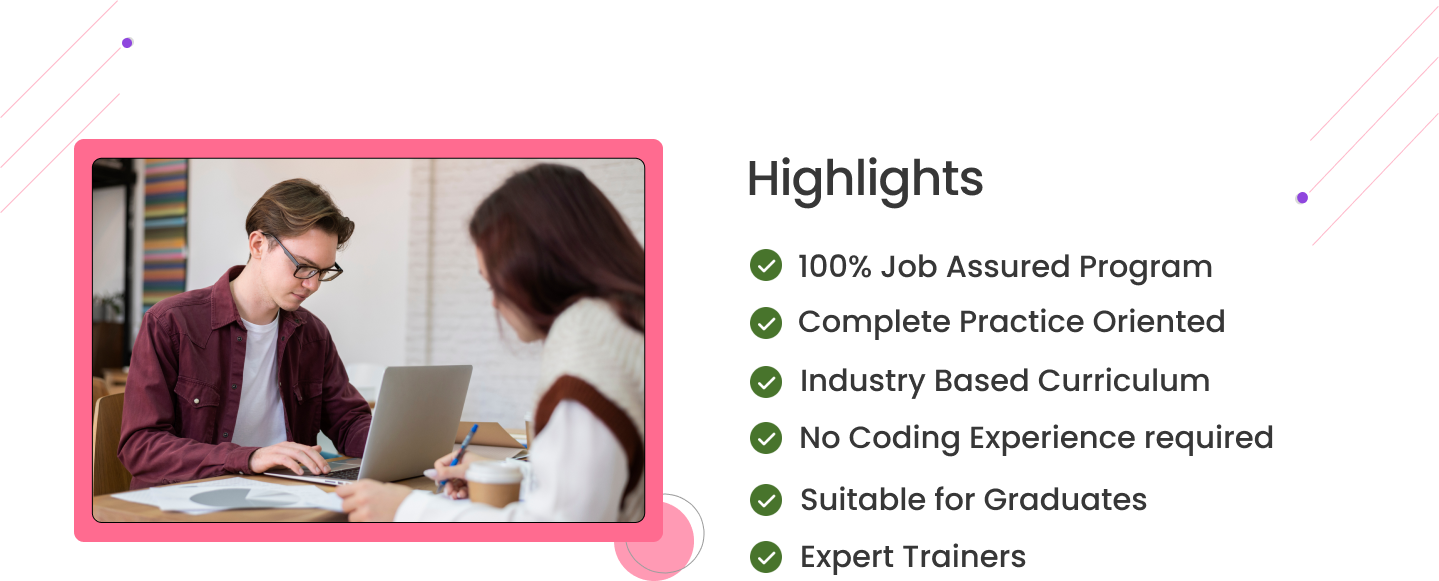 Highlights
100% Job Assured Program
Complete Practice Oriented
Industry Based Curriculum
No Coding Experience required
Suitable for Graduates
Expert Trainers